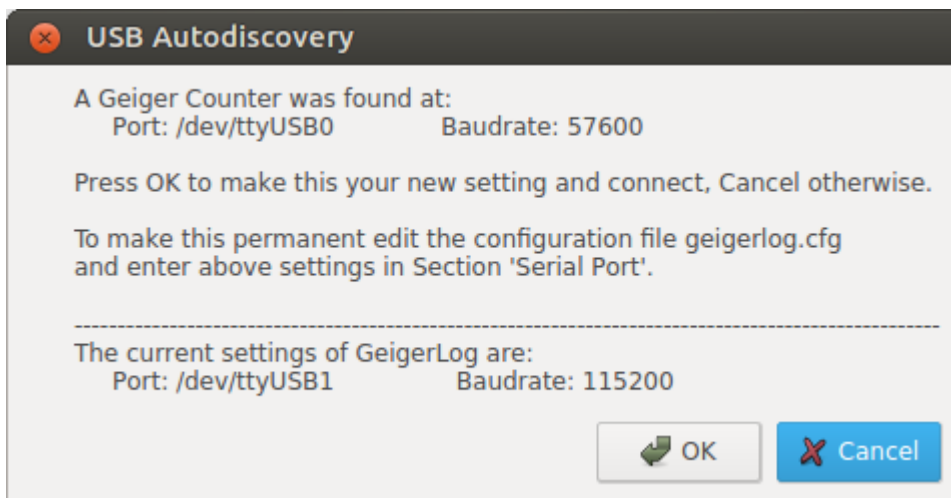 USB Autodiscovery
A Geiger Counter was found at:
Port: /dev/ttyUSB0 Baudrate: 57600
Press OK to make this your new setting and connect, Cancel otherwise.
To make this permanent edit the configuration file geigerlog.cfg
and enter above settings in Section 'Serial Port'.
-----------------------------------------------------------------------------------------------------
The current settings of GeigerLog are:
Port: /dev/ttyUSB1 Baudrate: 115200
OK Cancel